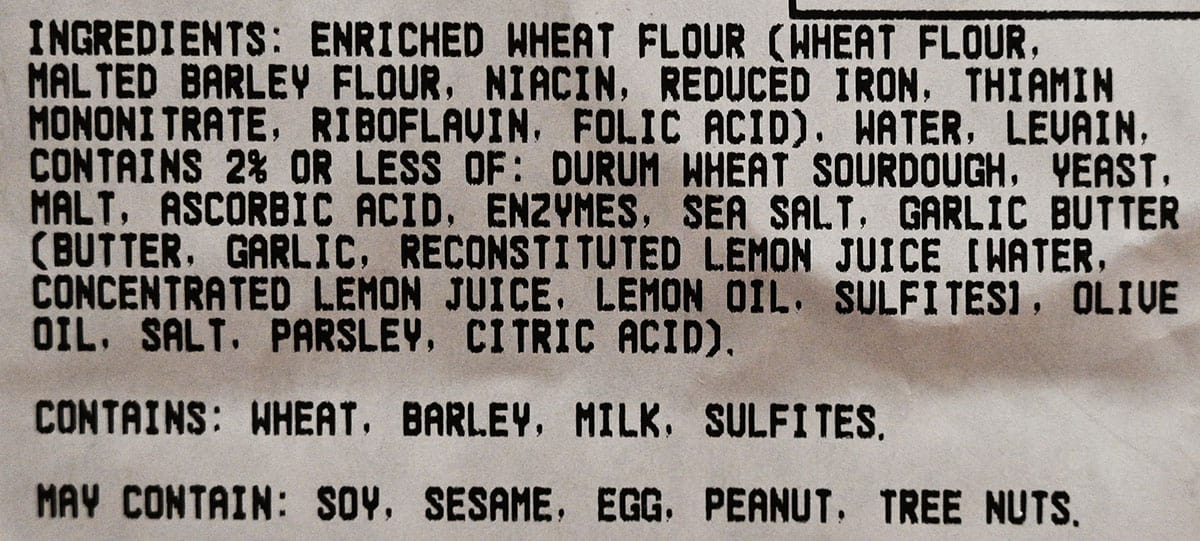 INGREDIENTS: ENRICHED WHEAT FLOUR (WHEAT FLOUR,
MALTED BARLEY FLOUR, NIACIN, REDUCED IRON, THIAMIN
MONONITRATE, RIBOFLAVIN, FOLIC ACID), WATER, LEVAIN,
CONTAINS 2% OR LESS OF: DURUM WHEAT SOURDOUGH, YEAST,
MALT, ASCORBIC ACID, ENZYMES, SEA SALT, GARLIC BUTTER
(BUTTER, GARLIC, RECONSTITUTED LEMON JUICE [WATER,
CONCENTRATED LEMON JUICE, LEMON OIL, SULFITES], OLIVE
OIL, SALT, PARSLEY, CITRIC ACID).
CONTAINS: WHEAT, BARLEY, MILK, SULFITES.
MAY CONTAIN: SOY, SESAME, EGG, PEANUT, TREE NUTS.